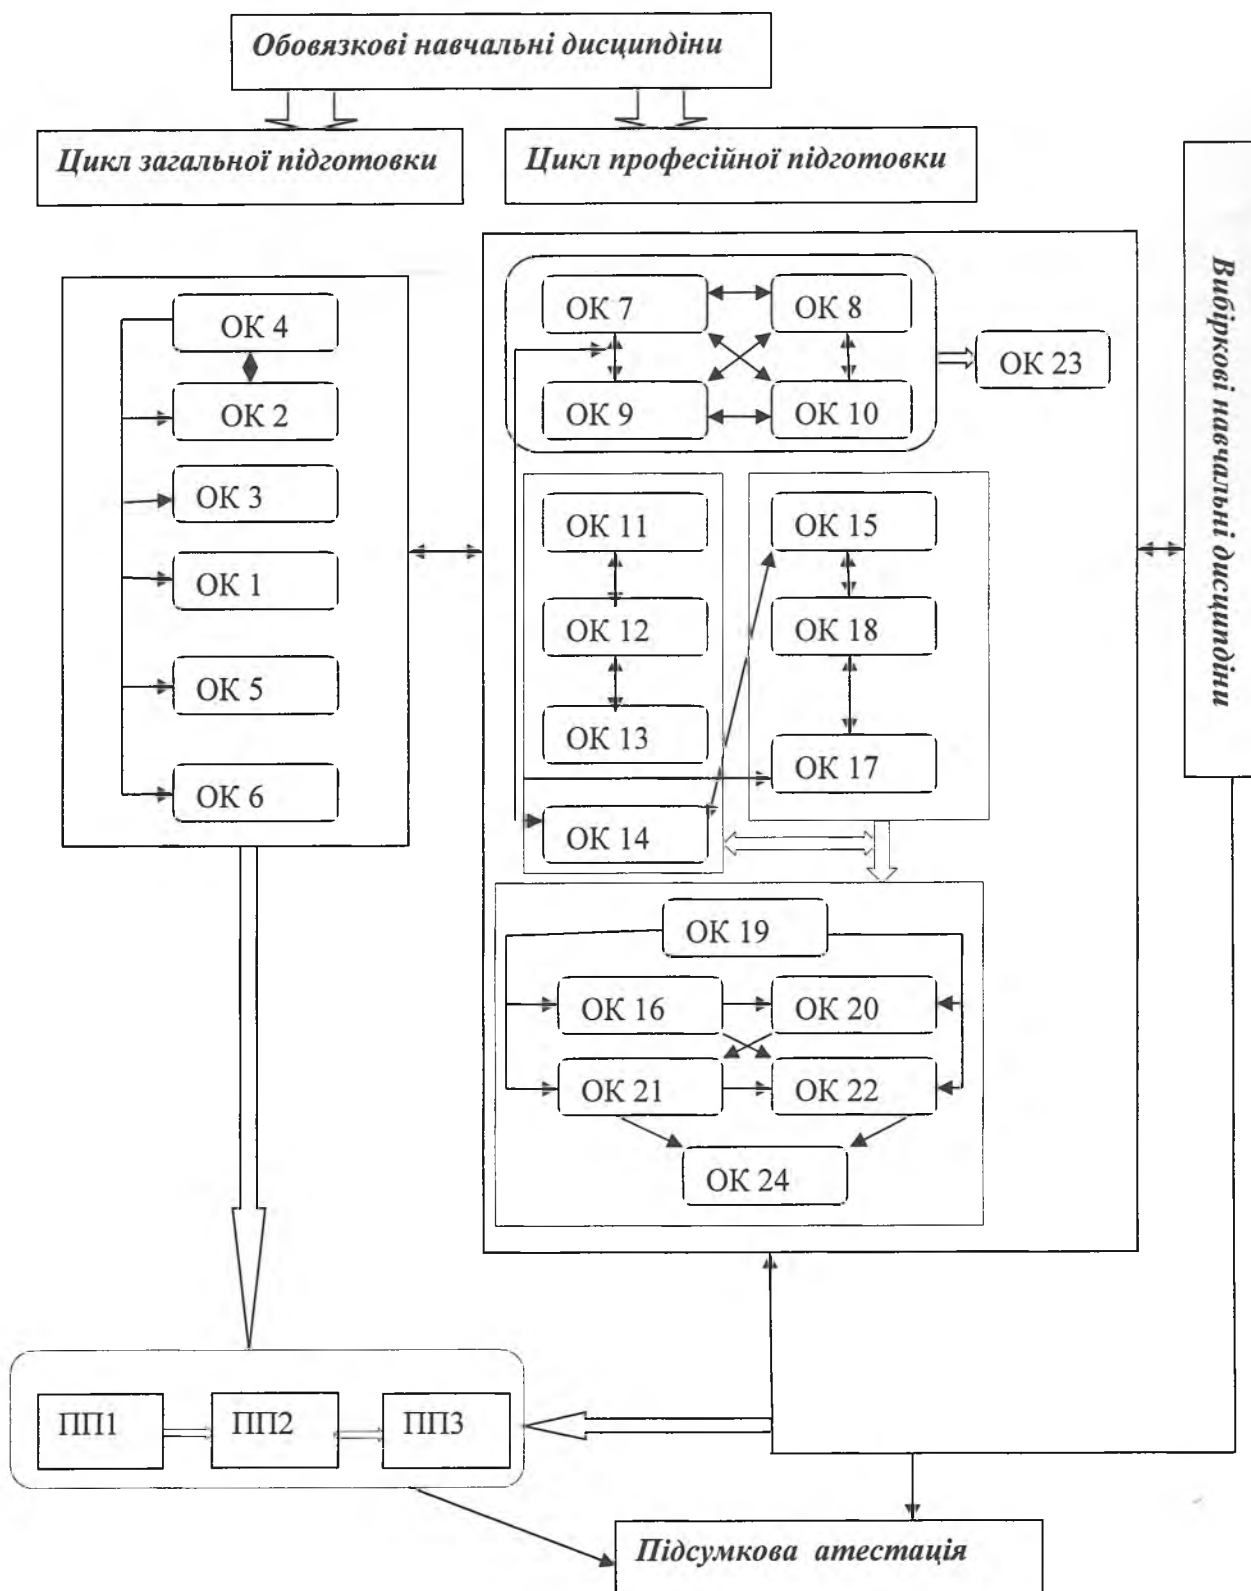 Обовязкові навчальні дисципдіни
Цикл загальної підготовки
Цикл професійної підготовки
Вибіркові навчальні дисципдіни
ОК 4
ОК 2
ОК 3
ОК 1
ОК 5
ОК 6
ОК 7
ОК 8
ОК 9
ОК 10
ОК 23
ОК 11
ОК 12
ОК 13
ОК 14
ОК 15
ОК 18
ОК 17
ОК 19
ОК 16
ОК 20
ОК 21
ОК 22
ОК 24
ПП1
ПП2
ПП3
Підсумкова атестація